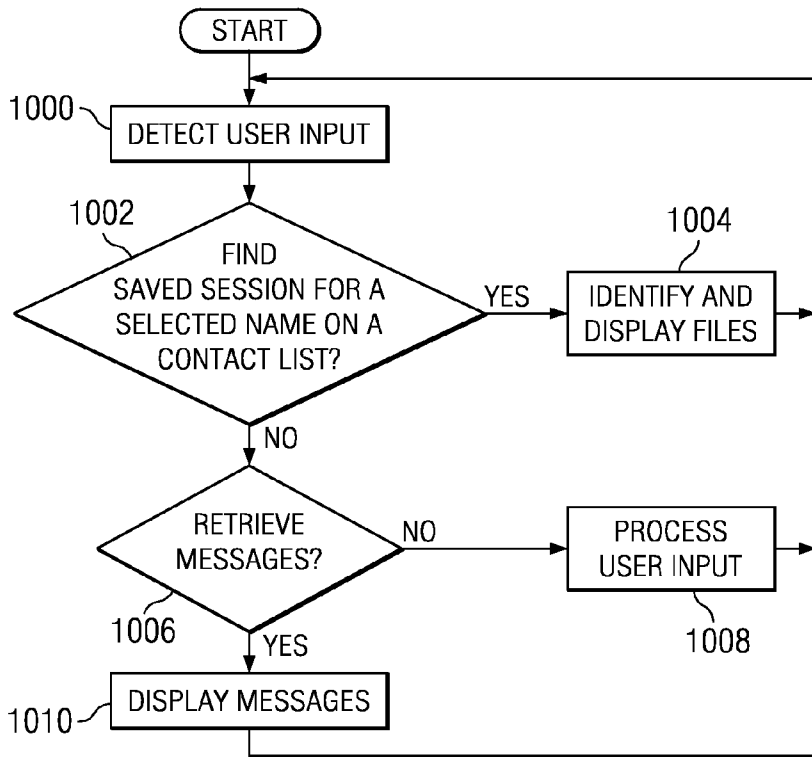 START
1000
DETECT USER INPUT
1002
FIND
SAVED SESSION FOR A
SELECTED NAME ON A
CONTACT LIST?
YES
1004
IDENTIFY AND
DISPLAY FILES
NO
RETRIEVE
MESSAGES?
1006
NO
PROCESS
USER INPUT
1008
YES
1010
DISPLAY MESSAGES